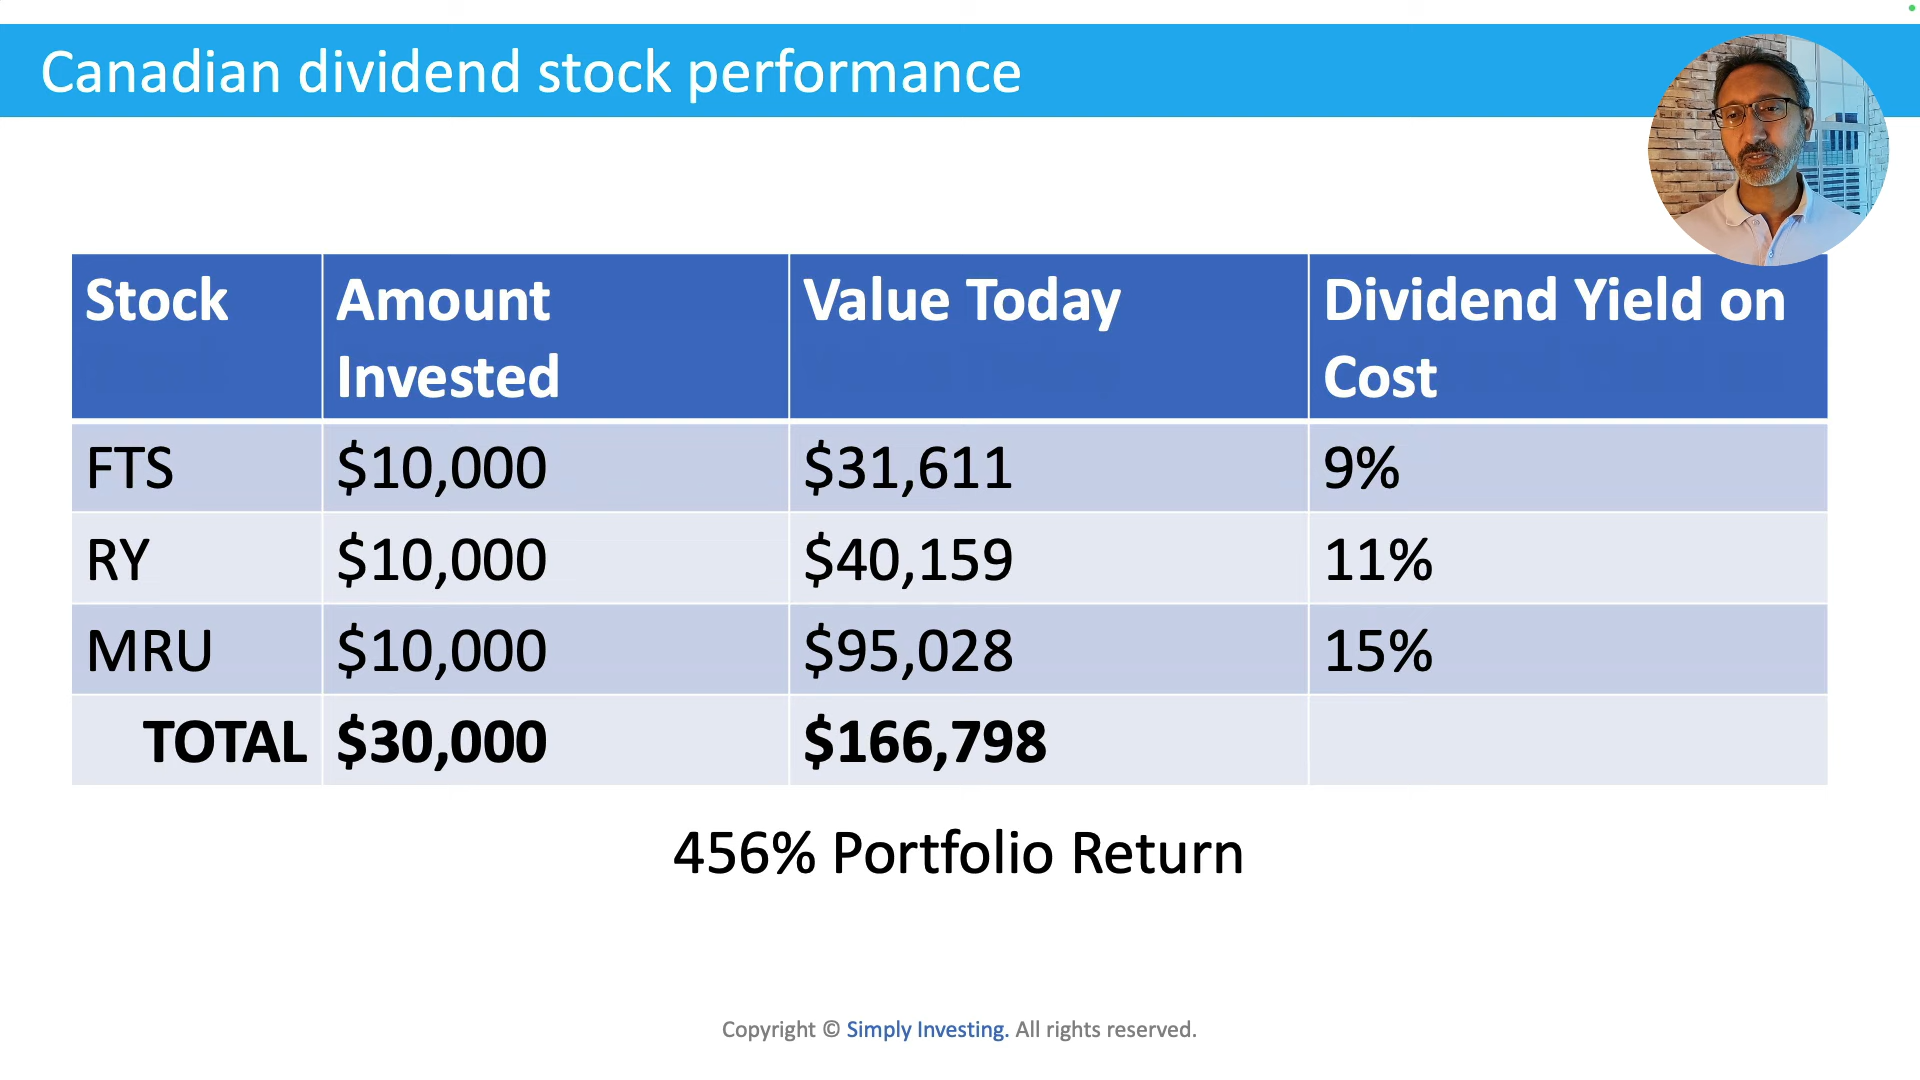 Canadian dividend stock performance
Stock Amount Invested Value Today Dividend Yield on Cost
FTS $10,000 $31,611 9%
RY $10,000 $40,159 11%
MRU $10,000 $95,028 15%
TOTAL $30,000 $166,798
456% Portfolio Return
Copyright © Simply Investing. All rights reserved.